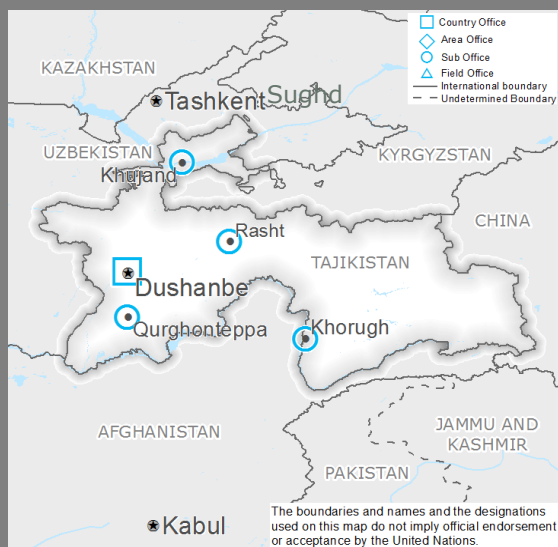 Country Office
Area Office
Sub Office
Field Office
International boundary
Undetermined Boundary
KAZAKHSTAN
Tashkent
Sughd
UZBEKISTAN
KYRGYZSTAN
Khujand
CHINA
Rasht
TAJIKISTAN
Dushanbe
Qurghonteppa
Khorugh
AFGHANISTAN
JAMMU AND
KASHMIR
PAKISTAN
Kabul
The boundaries and names and the designations
used on this map do not imply official endorsement
or acceptance by the United Nations.